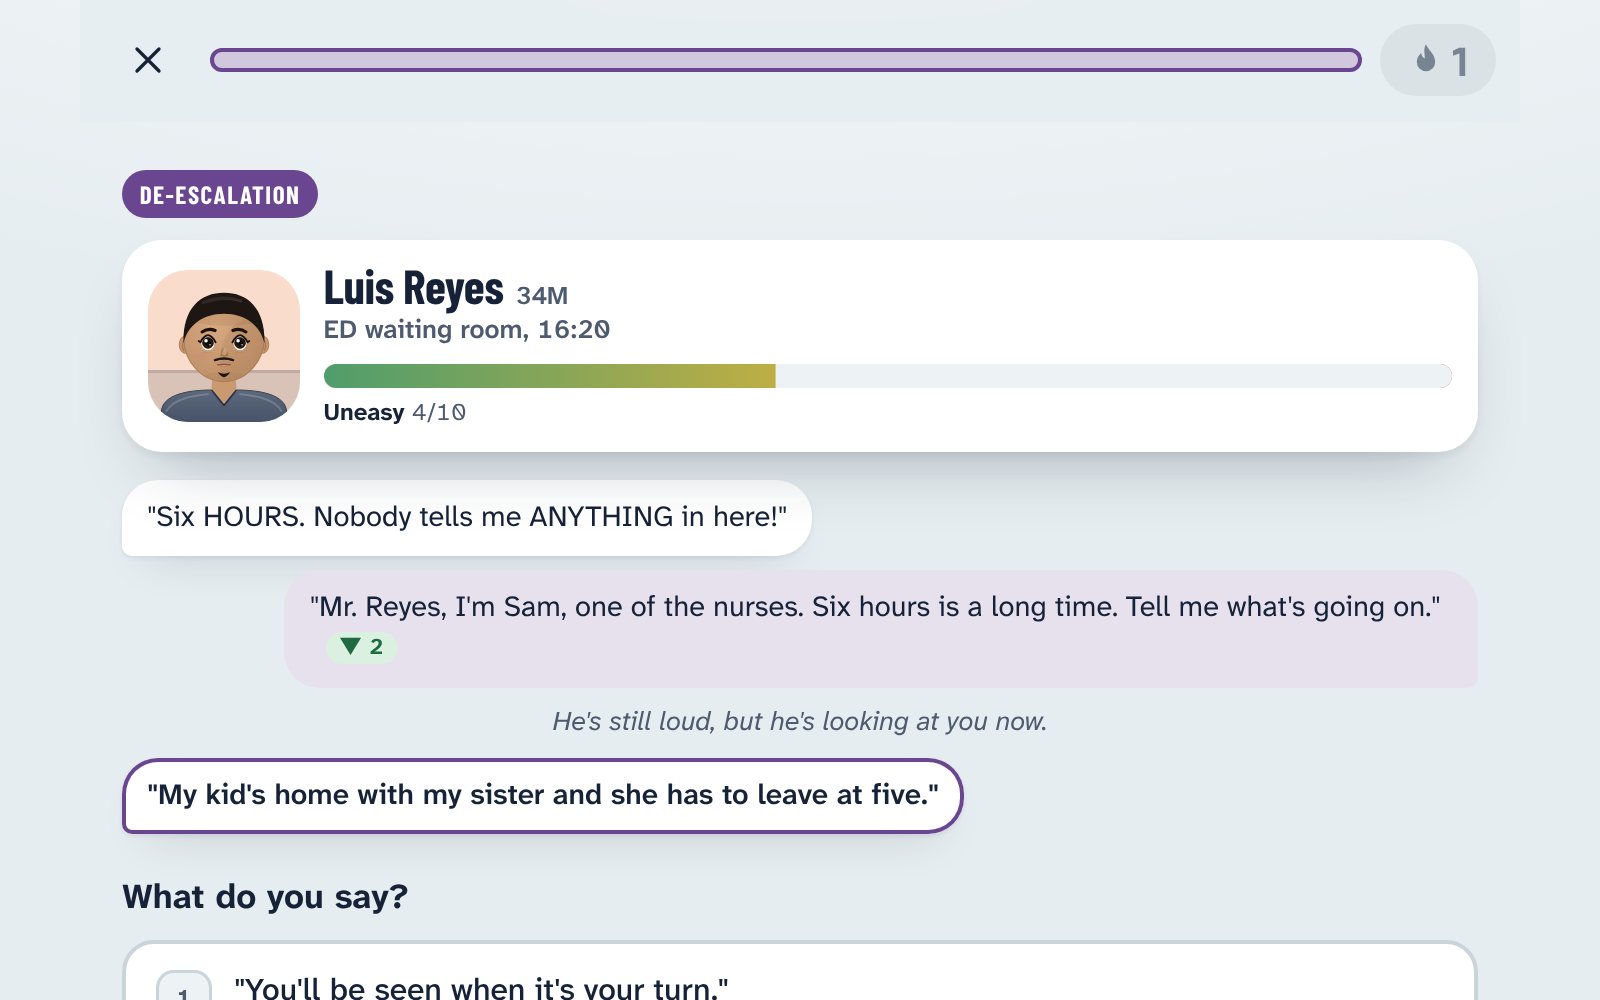 1
DE-ESCALATION
Luis Reyes 34M
ED waiting room, 16:20
Uneasy 4/10
"Six HOURS. Nobody tells me ANYTHING in here!"
"Mr. Reyes, I'm Sam, one of the nurses. Six hours is a long time. Tell me what's going on."
▼ 2
He's still loud, but he's looking at you now.
"My kid's home with my sister and she has to leave at five."
What do you say?
1 "You'll be seen when it's your turn."